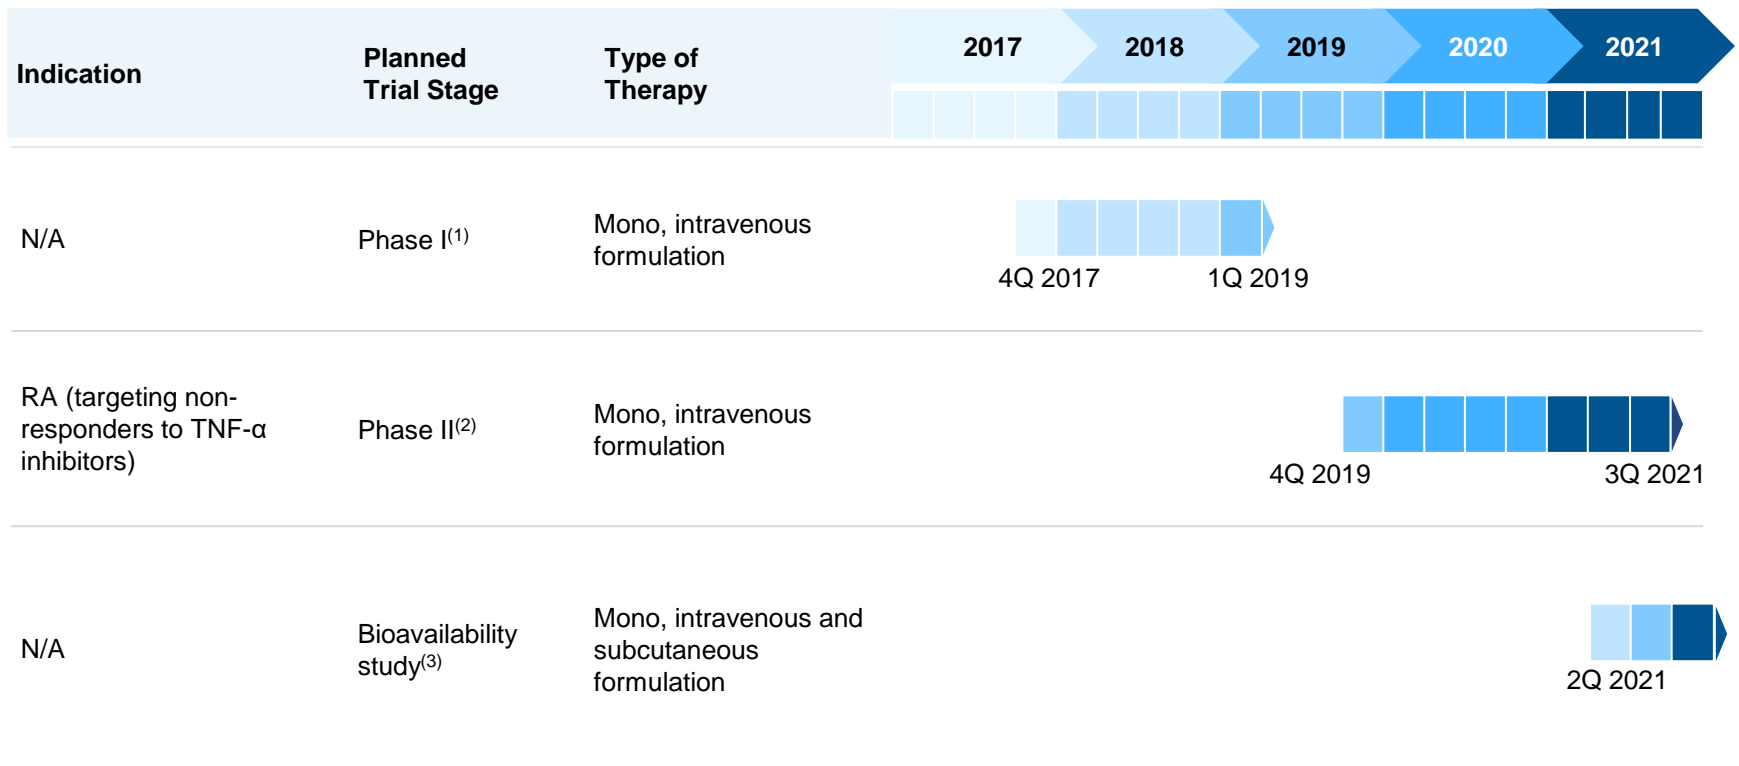 Indication
Planned
Trial Stage
Type of
Therapy
2017
2018
2019
2020
2021
N/A
Phase I(1)
Mono, intravenous
formulation
4Q 2017
1Q 2019
RA (targeting non-
responders to TNF-α
inhibitors)
Phase II(2)
Mono, intravenous
formulation
4Q 2019
3Q 2021
N/A
Bioavailability
study(3)
Mono, intravenous and
subcutaneous
formulation
2Q 2021